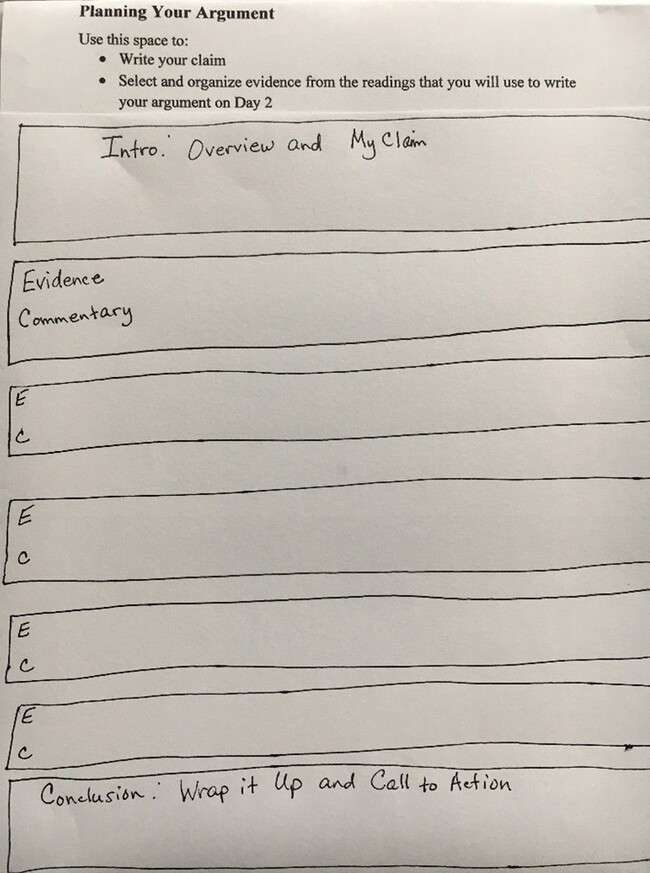 Planning Your Argument
Use this space to:
• Write your claim
• Select and organize evidence from the readings that you will use to write
your argument on Day 2
Intro: Overview and My Claim
Evidence
Commentary
E
C
E
C
E
C
E
C
Conclusion: Wrap it Up and Call to Action